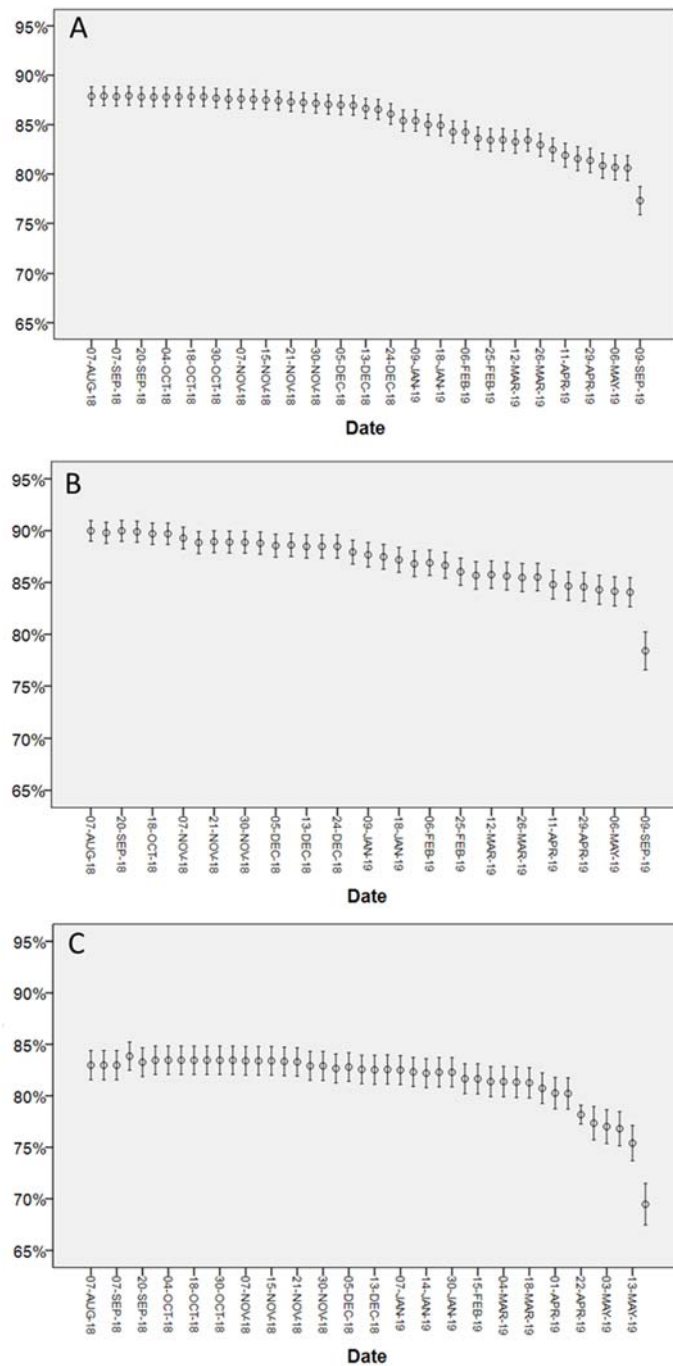 A
95%
90%
85%
80%
75%
70%
65%
07-AUG-18
07-SEP-18
20-SEP-18
04-OCT-18
18-OCT-18
30-OCT-18
07-NOV-18
15-NOV-18
21-NOV-18
30-NOV-18
05-DEC-18
13-DEC-18
24-DEC-18
09-JAN-19
18-JAN-19
06-FEB-19
25-FEB-19
12-MAR-19
26-MAR-19
11-APR-19
29-APR-19
06-MAY-19
09-SEP-19
Date
B
95%
90%
85%
80%
75%
70%
65%
07-AUG-18
20-SEP-18
18-OCT-18
07-NOV-18
21-NOV-18
30-NOV-18
05-DEC-18
13-DEC-18
24-DEC-18
09-JAN-19
18-JAN-19
06-FEB-19
25-FEB-19
12-MAR-19
26-MAR-19
11-APR-19
29-APR-19
06-MAY-19
09-SEP-19
Date
C
95%
90%
85%
80%
75%
70%
65%
07-AUG-18
07-SEP-18
20-SEP-18
04-OCT-18
18-OCT-18
30-OCT-18
07-NOV-18
15-NOV-18
21-NOV-18
30-NOV-18
05-DEC-18
13-DEC-18
07-JAN-19
14-JAN-19
30-JAN-19
15-FEB-19
04-MAR-19
18-MAR-19
01-APR-19
22-APR-19
03-MAY-19
13-MAY-19
Date